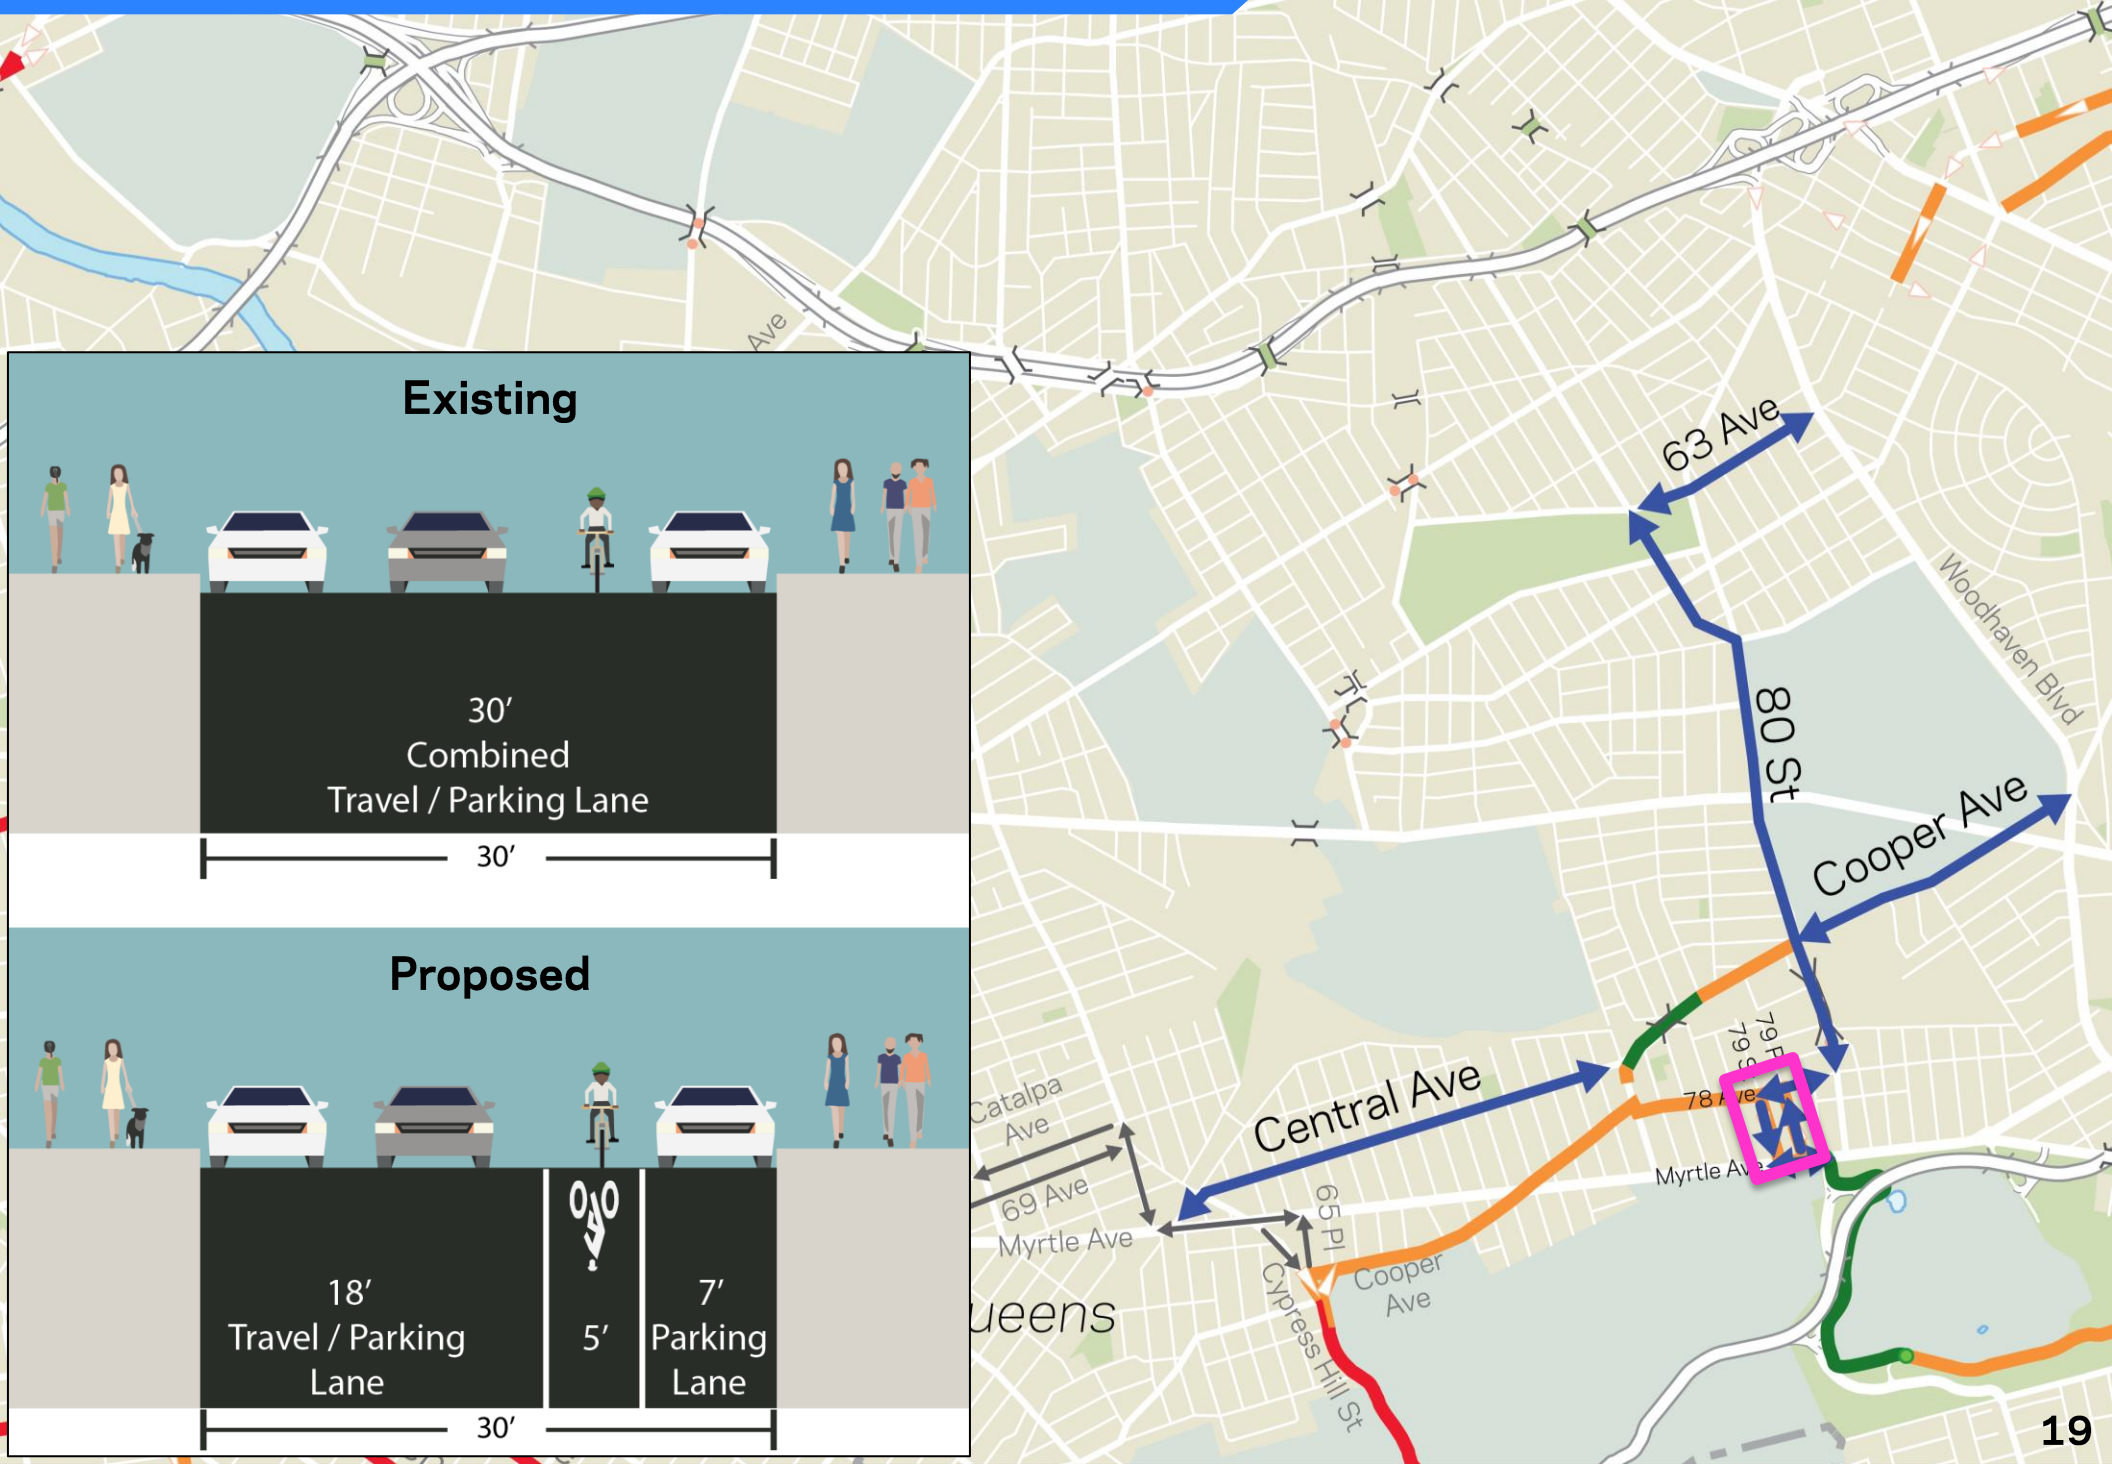 Ave
Existing
30’
Combined
Travel / Parking Lane
30’
Proposed
18’
Travel / Parking
Lane
5’
7’
Parking
Lane
30’
63 Ave
Woodhaven Blvd
80 St
Cooper Ave
79
79 S
78 Ave
Central Ave
Catalpa
Ave
69 Ave
Myrtle Ave
Myrtle Ave
65 Pl
Cooper
Ave
Cypress Hill St
ueens
19